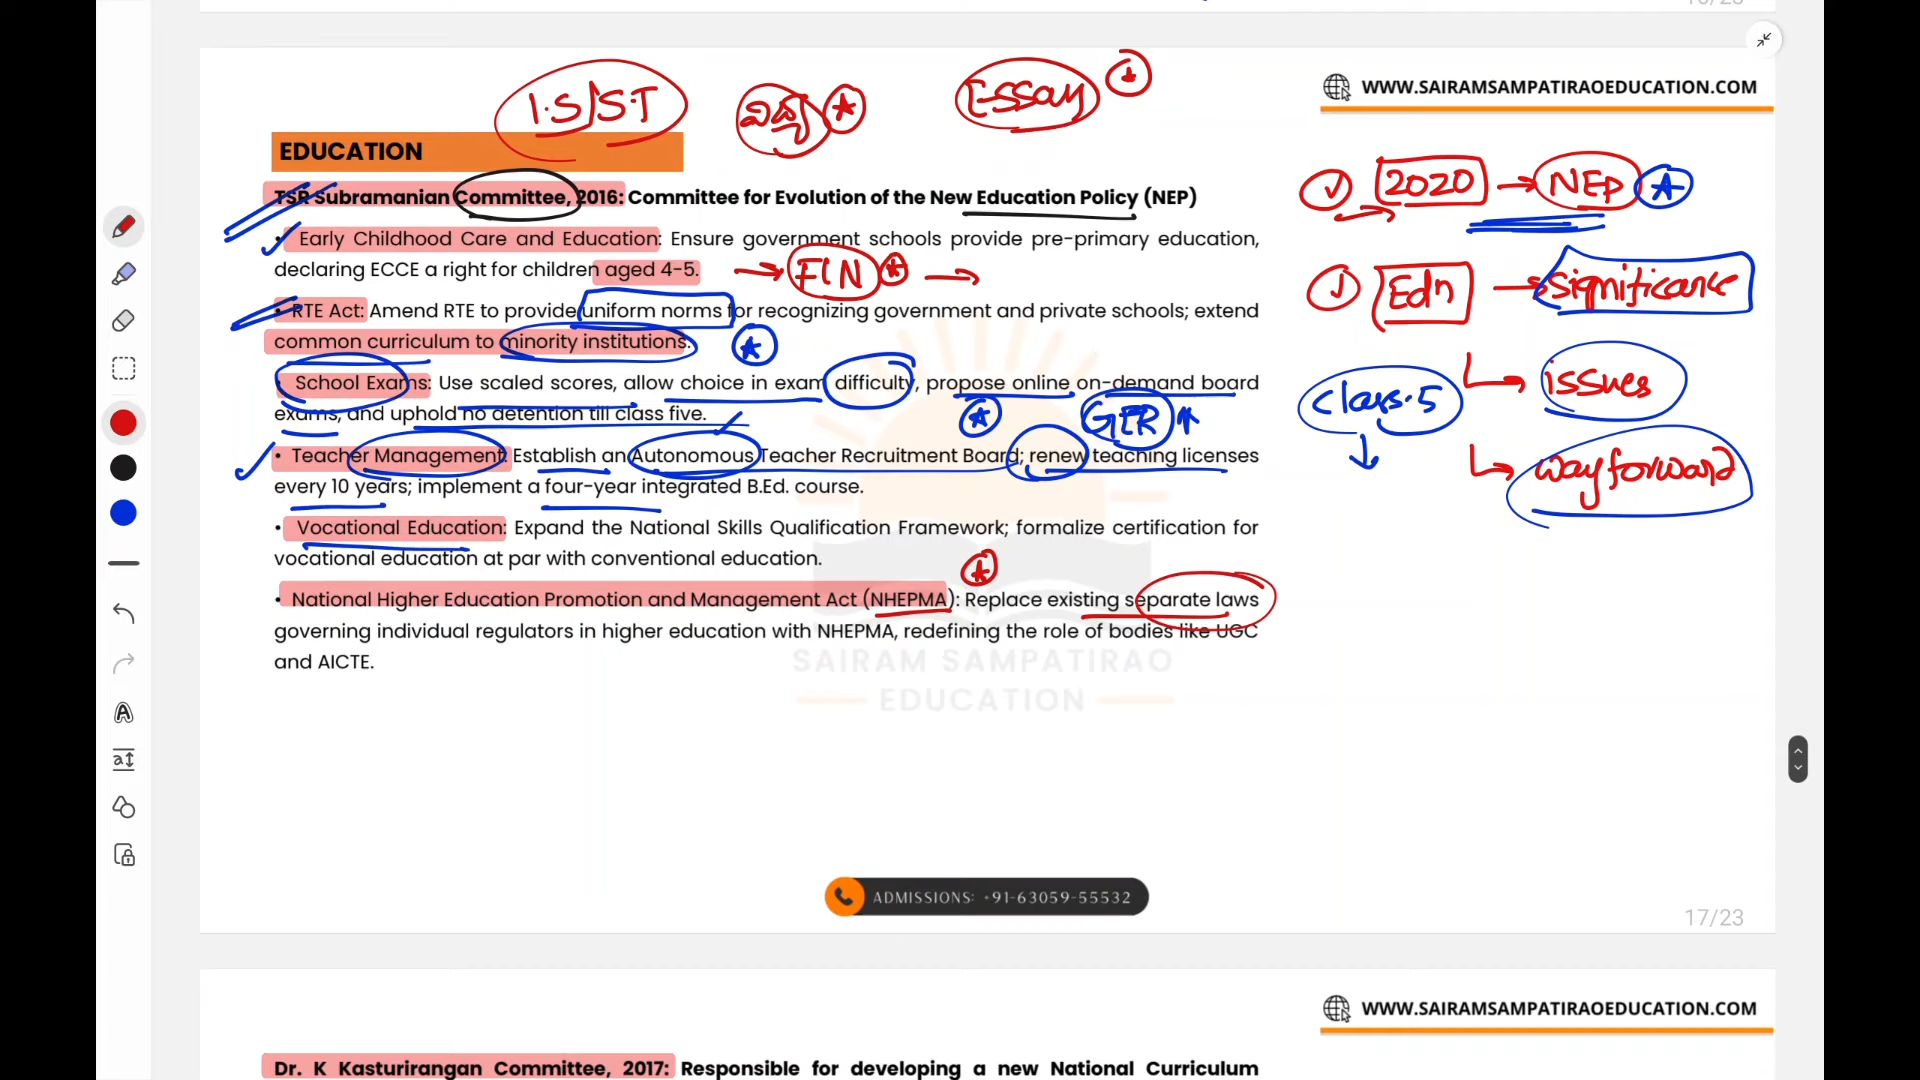 16/23
WWW.SAIRAMSAMPATIRAOEDUCATION.COM
I.S/S.T
Essay
EDUCATION
TSR Subramanian Committee, 2016: Committee for Evolution of the New Education Policy (NEP)
• Early Childhood Care and Education: Ensure government schools provide pre-primary education,
declaring ECCE a right for children aged 4-5.
FLN
• RTE Act: Amend RTE to provide uniform norms for recognizing government and private schools; extend
common curriculum to minority institutions.
• School Exams: Use scaled scores, allow choice in exam difficulty, propose online on-demand board
exams, and uphold no detention till class five.
GER
• Teacher Management: Establish an Autonomous Teacher Recruitment Board; renew teaching licenses
every 10 years; implement a four-year integrated B.Ed. course.
• Vocational Education: Expand the National Skills Qualification Framework; formalize certification for
vocational education at par with conventional education.
• National Higher Education Promotion and Management Act (NHEPMA): Replace existing separate laws
governing individual regulators in higher education with NHEPMA, redefining the role of bodies like UGC
and AICTE.
2020 → NEP
Edn → Significance
issues
class.5
way forward
SAIRAM SAMPATIRAO
EDUCATION
ADMISSIONS: +91-63059-55532
17/23
WWW.SAIRAMSAMPATIRAOEDUCATION.COM
Dr. K Kasturirangan Committee, 2017: Responsible for developing a new National Curriculum